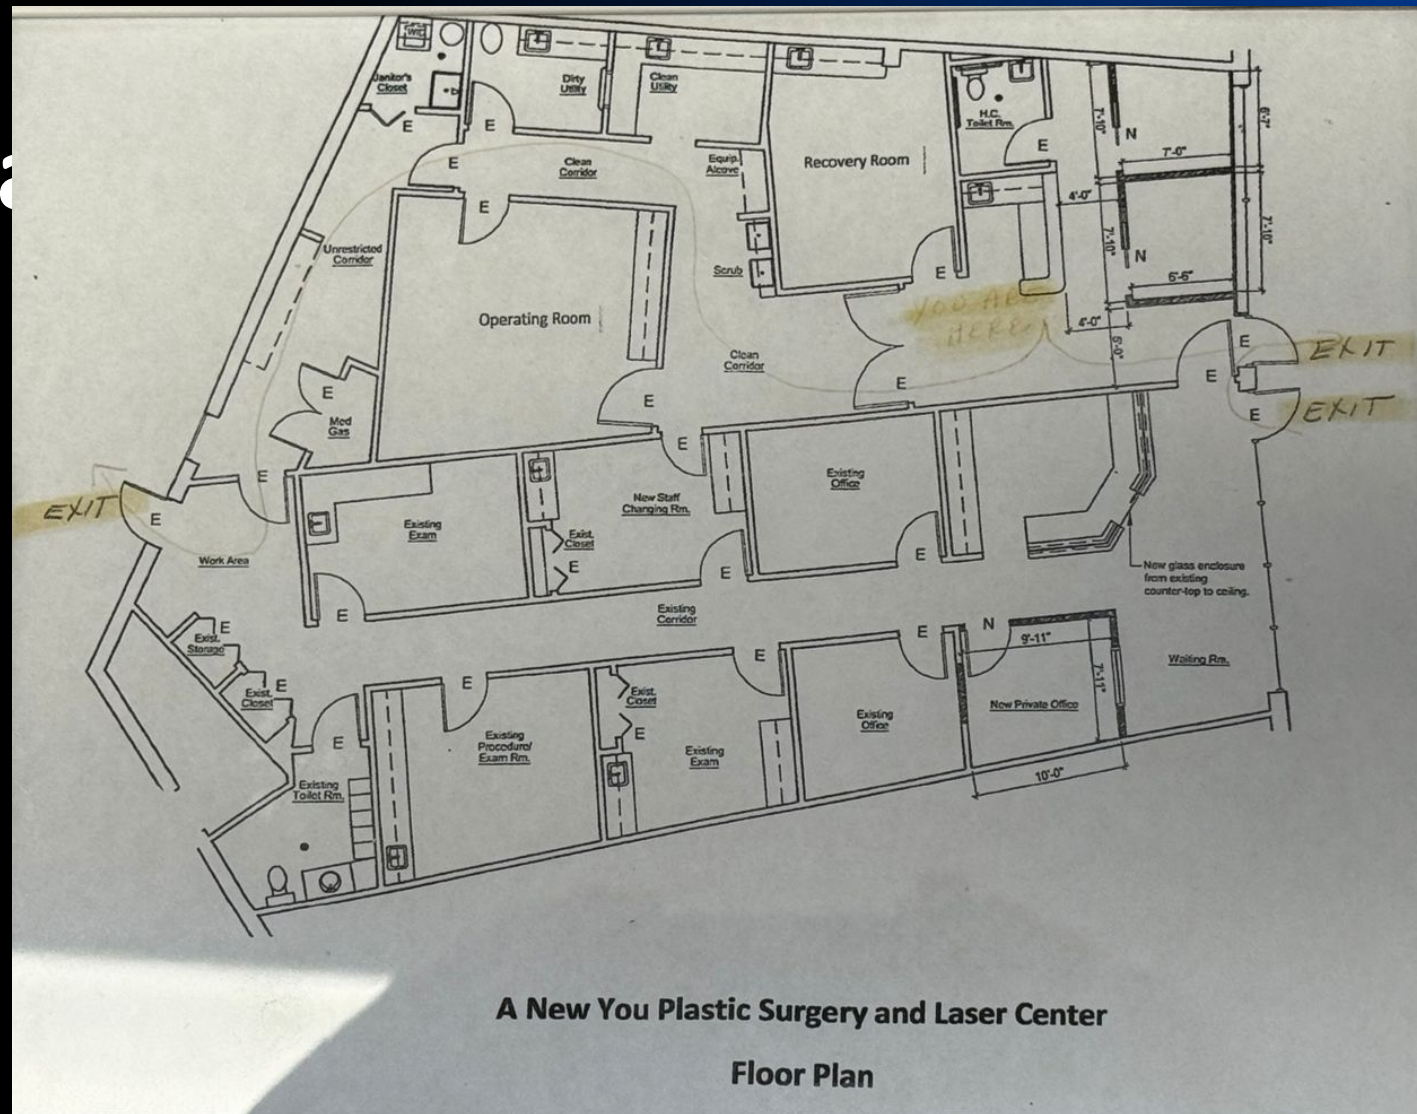 a
W/C
Janitor's
Closet
E
Dirty
Utility
Clean
Utility
E
E
Clean
Corridor
Equip.
Alcove
Recovery Room
H.C.
Toilet Rm.
E
7'-10"
N
7'-0"
6'-7"
4'-0"
7'-10"
N
6'-6"
7'-10"
4'-0"
5'-0"
E
Unrestricted
Corridor
Operating Room
Scrub
E
YOU ARE
HERE
Clean
Corridor
E
E
E
E
E
EXIT
EXIT
E
Med
Gas
E
E
EXIT
E
E
Work Area
Existing
Exam
New Staff
Changing Rm.
Exist.
Closet
E
Existing
Office
E
E
E
New glass enclosure
from existing
counter-top to ceiling.
Existing
Corridor
E
Exist.
Storage
Exist.
Closet
E
E
E
E
E
N
9'-11"
7'-11"
New Private Office
Waiting Rm.
10'-0"
Existing
Procedure/
Exam Rm.
Exist.
Closet
E
Existing
Exam
Existing
Office
Existing
Toilet Rm.
A New You Plastic Surgery and Laser Center
Floor Plan